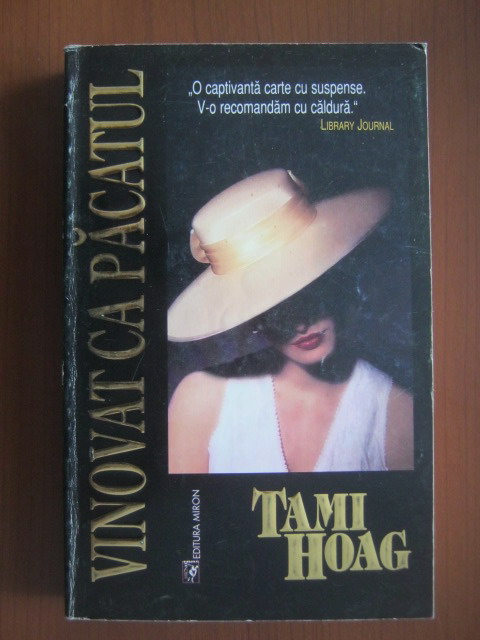 „O captivantă carte cu suspense.
V-o recomandăm cu căldură.“
LIBRARY JOURNAL
VINOVAT CA PĂCATUL
EDITURA MIRON
TAMI
HOAG